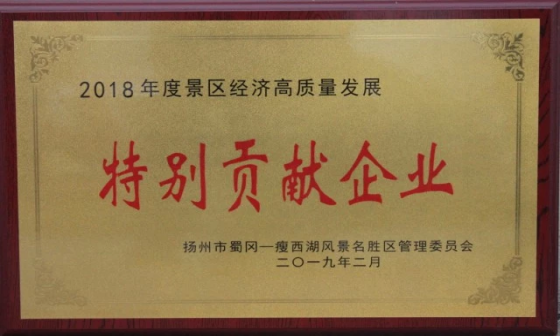 2018年度景区经济高质量发展
特别贡献企业
扬州市蜀冈一瘦西湖风景名胜区管理委员会
二〇一九年二月